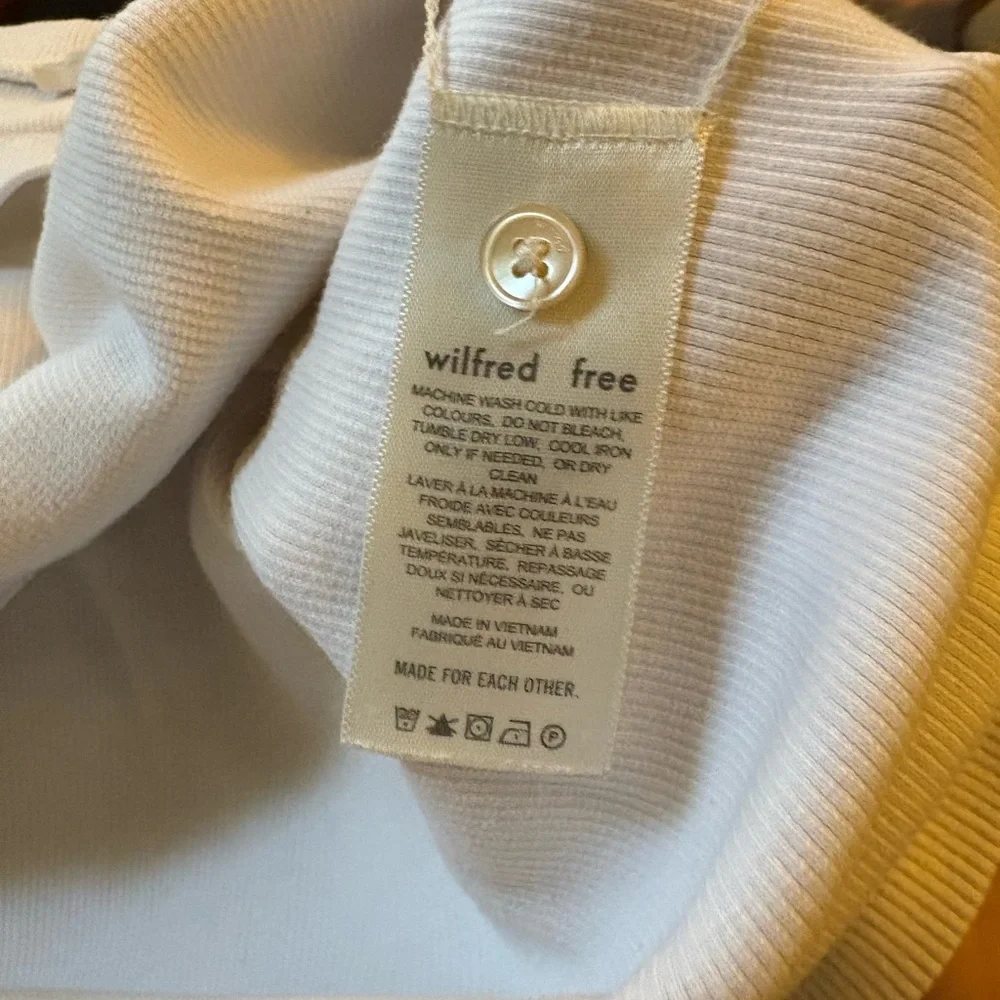 wilfred free
MACHINE WASH COLD WITH LIKE
COLOURS, DO NOT BLEACH,
TUMBLE DRY LOW, COOL IRON
ONLY IF NEEDED, OR DRY
CLEAN
LAVER À LA MACHINE À L'EAU
FROIDE AVEC COULEURS
SEMBLABLES, NE PAS
JAVELISER, SÉCHER À BASSE
TEMPÉRATURE, REPASSAGE
DOUX SI NÉCESSAIRE, OU
NETTOYER À SEC
MADE IN VIETNAM
FABRIQUÉ AU VIETNAM
MADE FOR EACH OTHER.
P